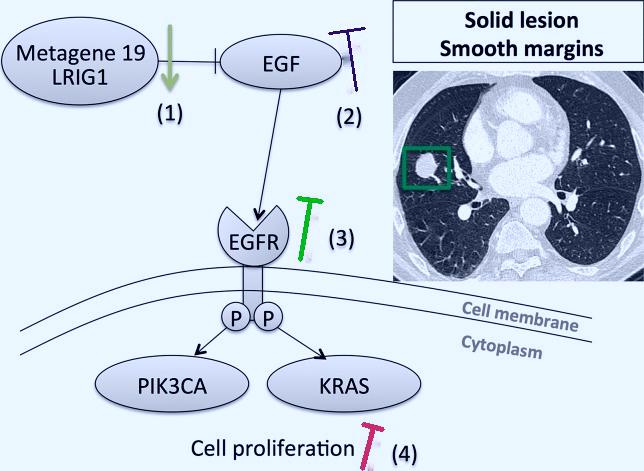 Solid lesion
Smooth margins
Metagene 19
LRIG1
EGF
(1)
(2)
EGFR
(3)
P P
Cell membrane
Cytoplasm
PIK3CA
KRAS
Cell proliferation
(4)